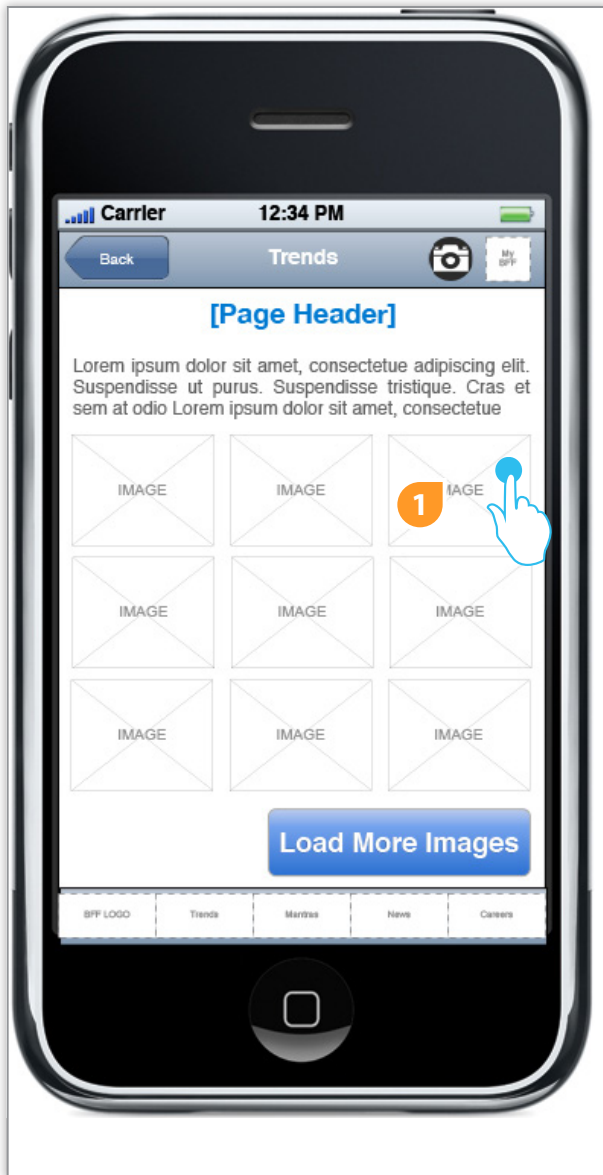 Carrier 12:34 PM
Back Trends My
BFF
[Page Header]
Lorem ipsum dolor sit amet, consectetue adipiscing elit.
Suspendisse ut purus. Suspendisse tristique. Cras et
sem at odio Lorem ipsum dolor sit amet, consectetue
IMAGE IMAGE MAGE
1
IMAGE IMAGE IMAGE
IMAGE IMAGE IMAGE
Load More Images
BFF LOGO Trends Mantras News Careers